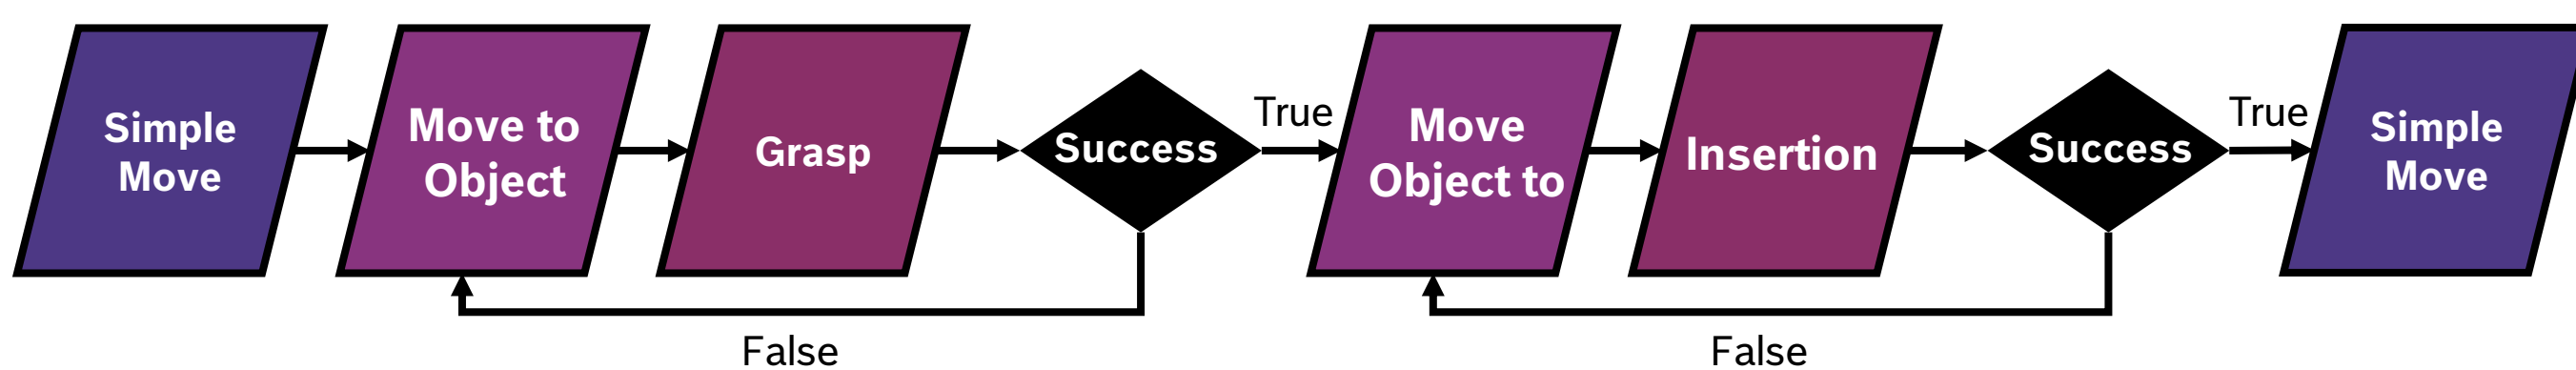 Simple
Move
Move to
Object
Grasp
Success
True
Move
Object to
Insertion
Success
True
Simple
Move
False
False